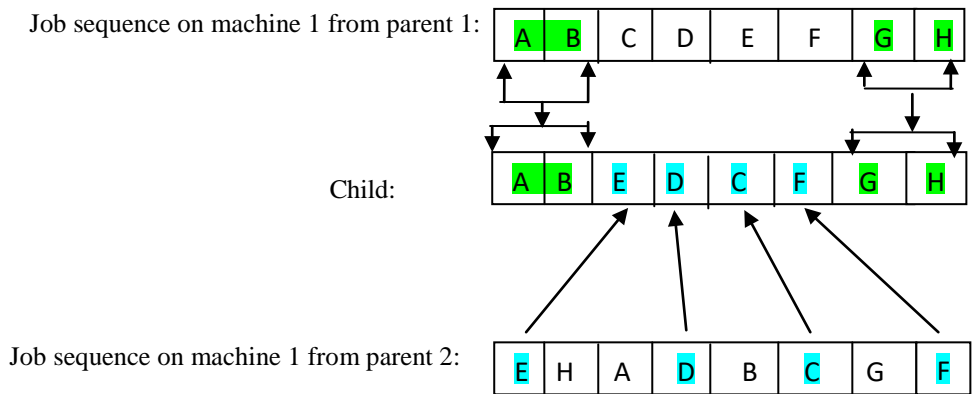 Job sequence on machine 1 from parent 1: A B C D E F G H
Child: A B E D C F G H
Job sequence on machine 1 from parent 2: E H A D B C G F